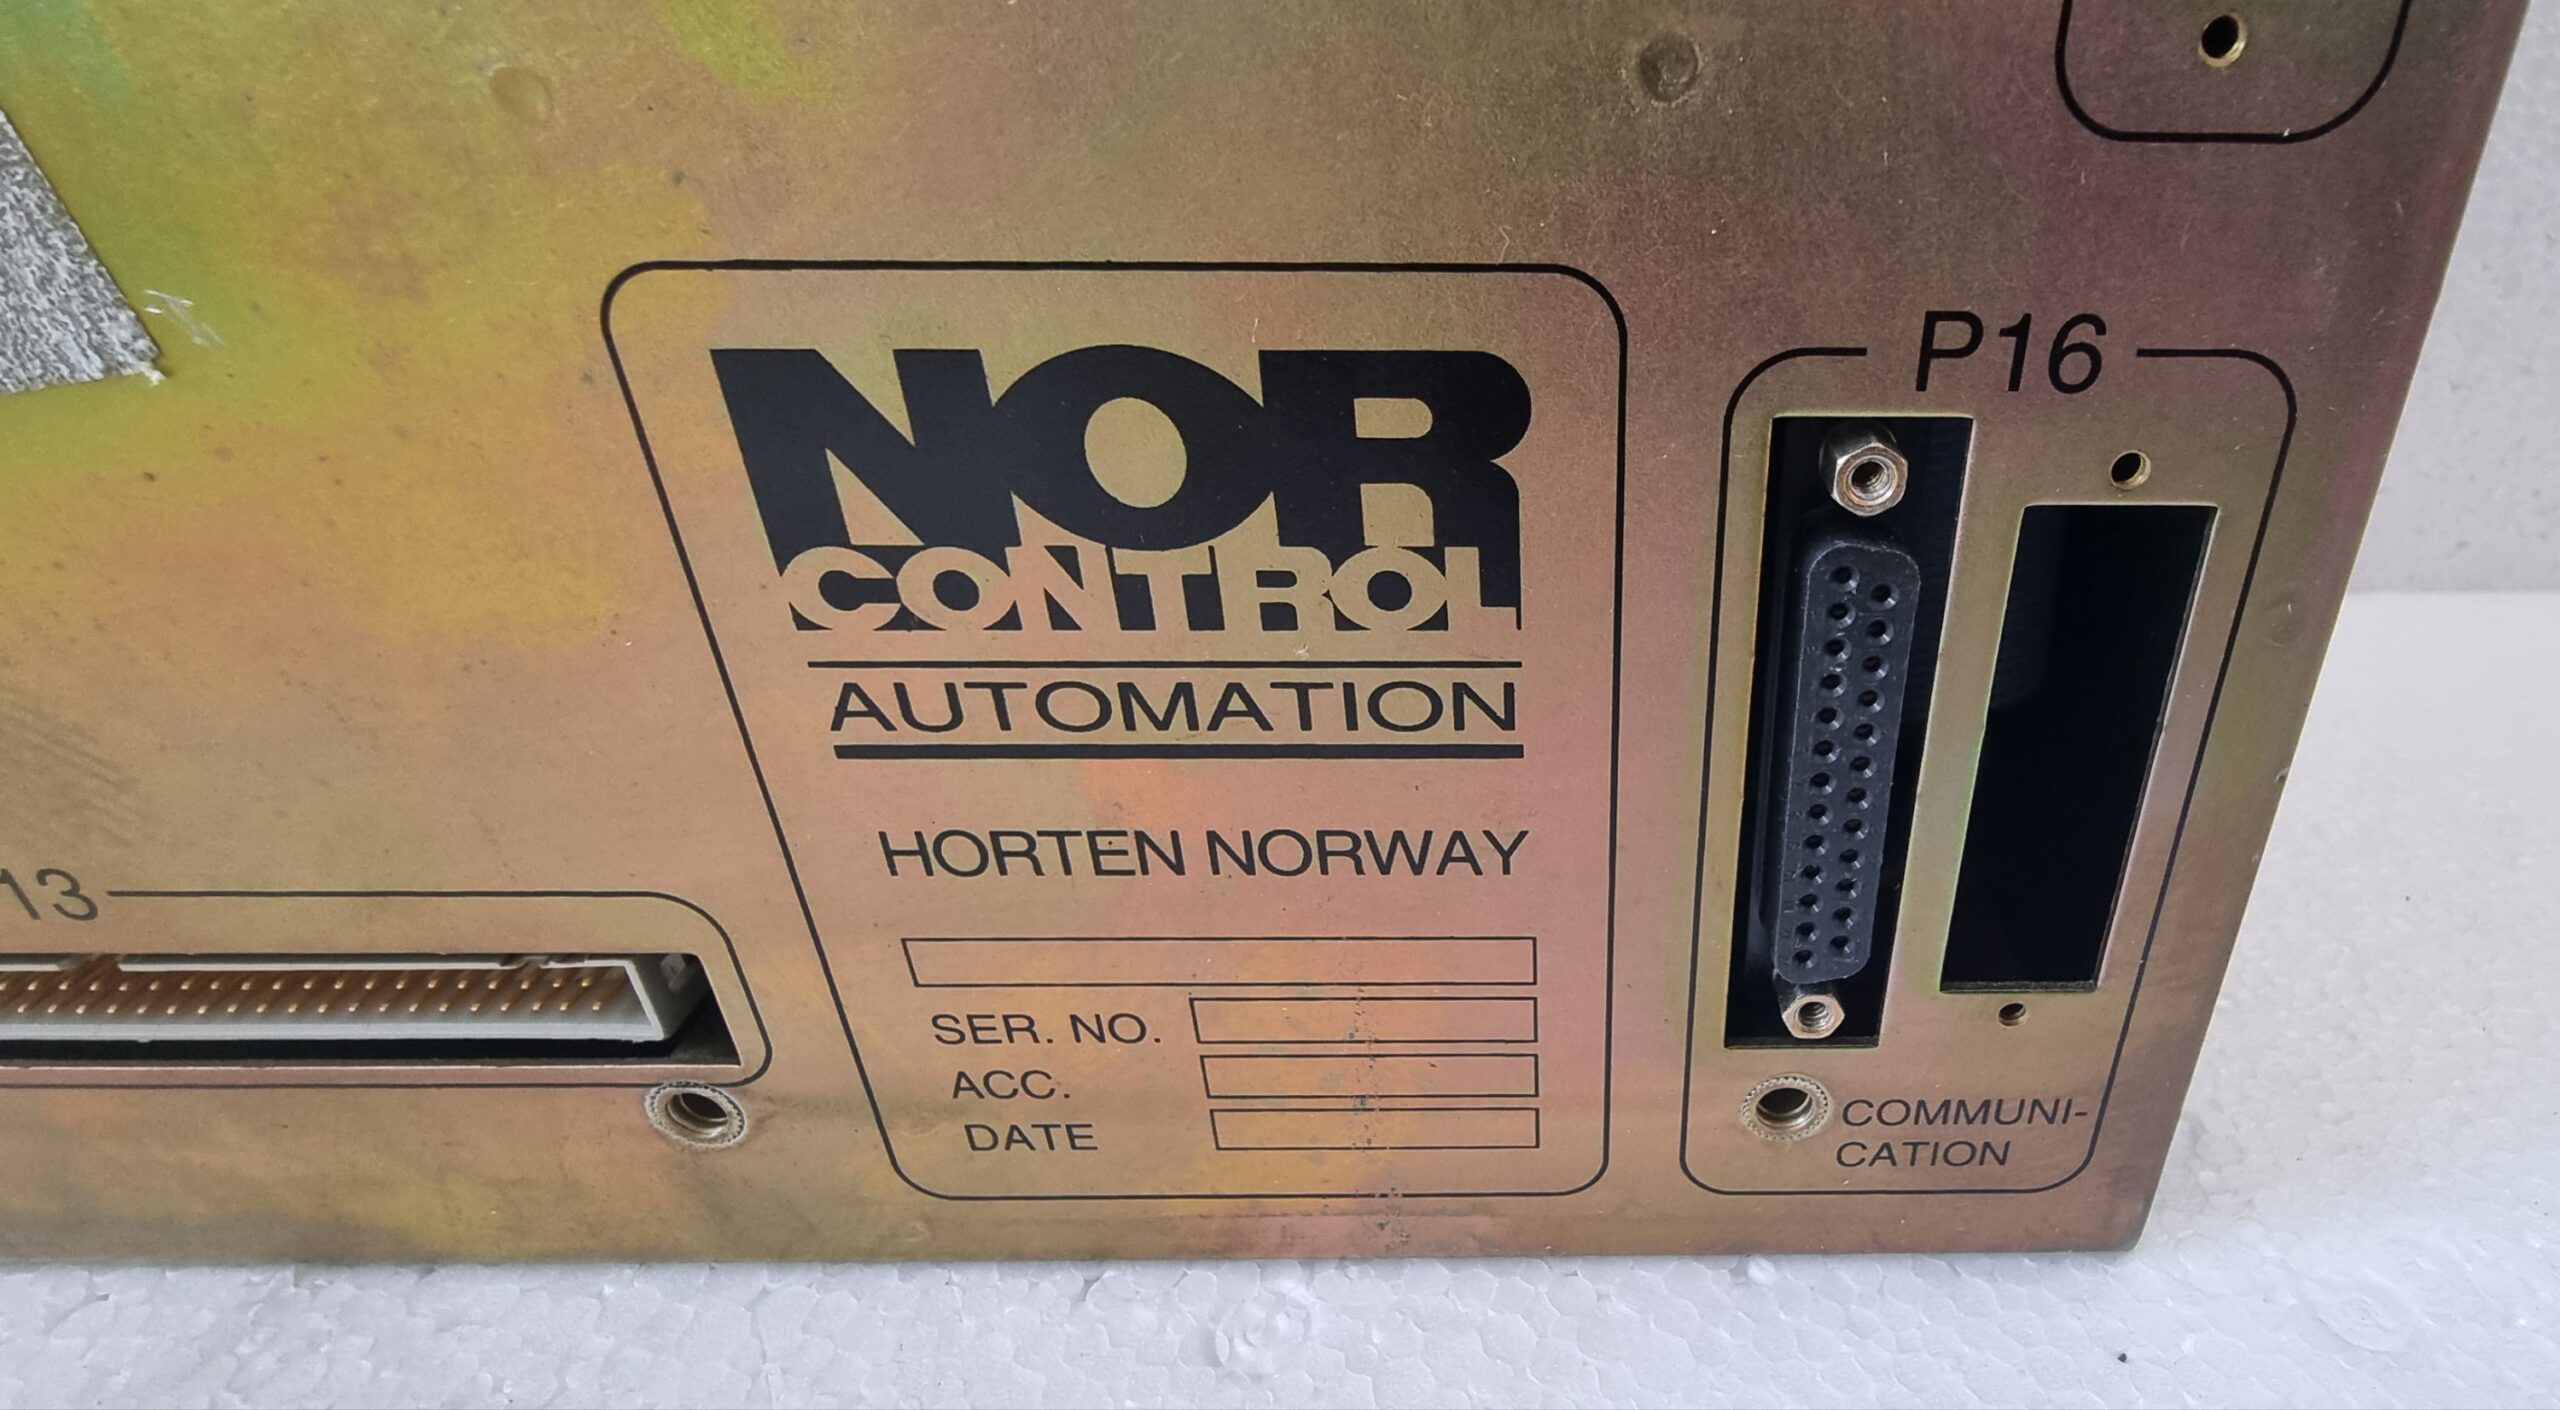 NOR
CONTROL
AUTOMATION
HORTEN NORWAY
SER. NO.
ACC.
DATE
P16
COMMUNI-
CATION
13